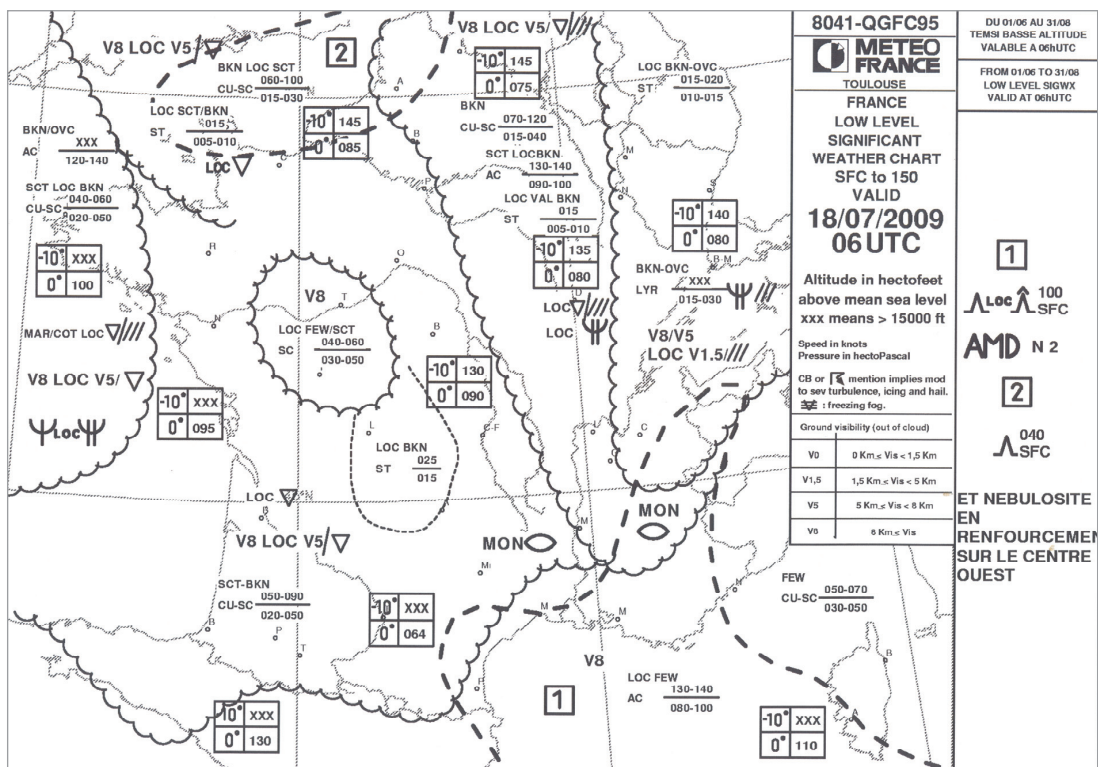 8041-QGFC95
METEO
FRANCE
TOULOUSE
FRANCE
LOW LEVEL
SIGNIFICANT
WEATHER CHART
SFC to 150
VALID
18/07/2009
06 UTC
Altitude in hectofeet
above mean sea level
xxx means > 15000 ft
Speed in knots
Pressure in hectoPascal
CB or mention implies mod
to sev turbulence, icing and hail.
: freezing fog.
Ground visibility (out of cloud)
V0 0 Km ≤ Vis < 1,5 Km
V1,5 1,5 Km ≤ Vis < 5 Km
V5 5 Km ≤ Vis < 8 Km
≤ Vis
DU 01/06 AU 31/08
TEMSI BASSE ALTITUDE
VALABLE A 06hUTC
FROM 01/06 TO 31/08
LOW LEVEL SIGWX
VALID AT 06hUTC
1
LOC 100
SFC
AMD N 2
2
040
SFC
ET NEBULOSITE
EN
RENFOURCEMEN
SUR LE CENTRE
OUEST
V8 LOC V5/
2
BKN LOC SCT
060-100
CU-SC
015-030
LOC SCT/BKN
015
ST
005-010
-10° 145
0° 085
LOC
BKN/OVC
XXX
AC
120-140
SCT LOC BKN
040-060
CU-SC
020-050
-10° XXX
0° 100
MAR/COT LOC
V8 LOC V5/
LOC
-10° XXX
0° 095
V8
LOC FEW/SCT
040-060
SC
030-050
V8 LOC V5/
-10° 145
0° 075
BKN
070-120
CU-SC
015-040
SCT LOCBKN
130-140
AC
090-100
LOC VAL BKN
015
ST
005-010
-10° 135
0° 080
LOC
LOC
LOC BKN-OVC
015-020
ST
010-015
-10° 140
0° 080
BKN-OVC
XXX
LYR
015-030
V8/V5
LOC V1.5/
-10° 130
0° 090
LOC BKN
025
ST
015
LOC
V8 LOC V5/
MON
MON
SCT-BKN
050-090
CU-SC
020-050
-10° XXX
0° 064
FEW
050-070
CU-SC
030-050
V8
LOC FEW
130-140
AC
080-100
1
-10° XXX
0° 130
-10° XXX
0° 110